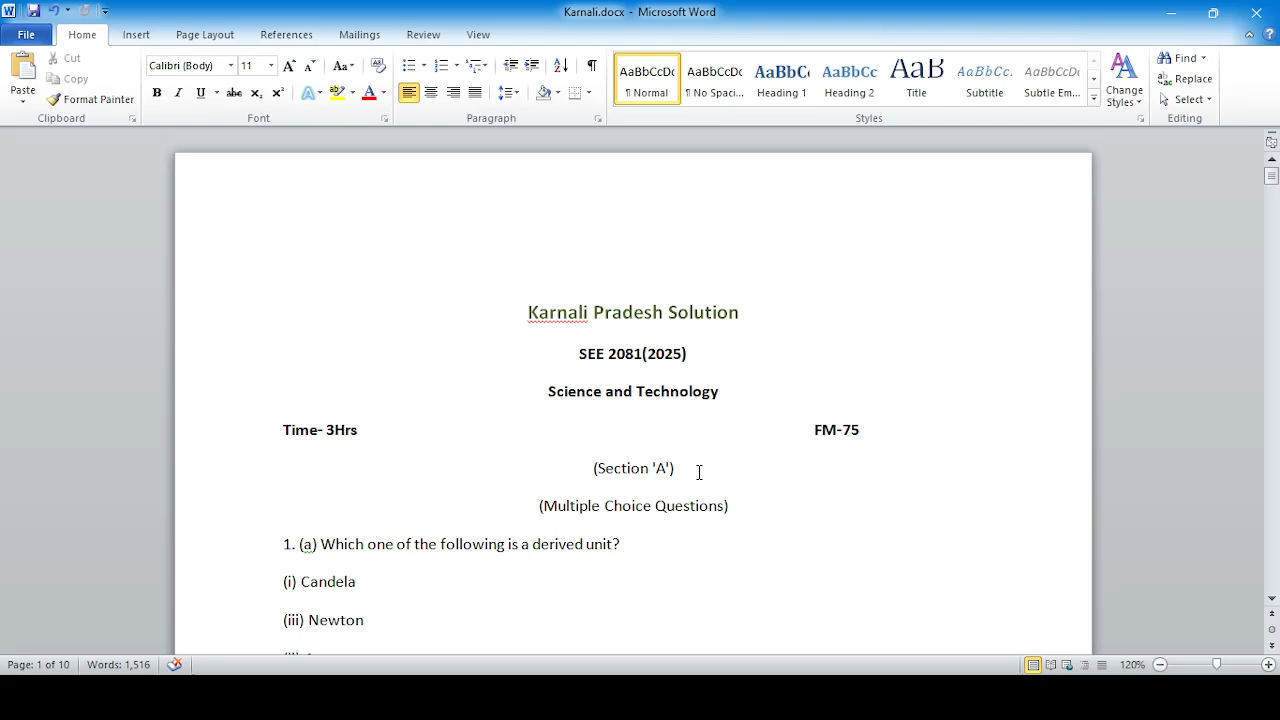 Karnali.docx - Microsoft Word
File Home Insert Page Layout References Mailings Review View
Paste
Cut
Copy
Format Painter
Clipboard
Calibri (Body) 11
Font
Paragraph
AaBbCcDc AaBbCcDc AaBbC AaBbCc AaB AaBbCc. AaBbCcDc
¶ Normal ¶ No Spaci... Heading 1 Heading 2 Title Subtitle Subtle Em...
Styles
Change Styles
Find
Replace
Select
Editing
Karnali Pradesh Solution
SEE 2081(2025)
Science and Technology
Time- 3Hrs FM-75
(Section 'A')
(Multiple Choice Questions)
1. (a) Which one of the following is a derived unit?
(i) Candela
(iii) Newton
Page: 1 of 10 Words: 1,516 120%